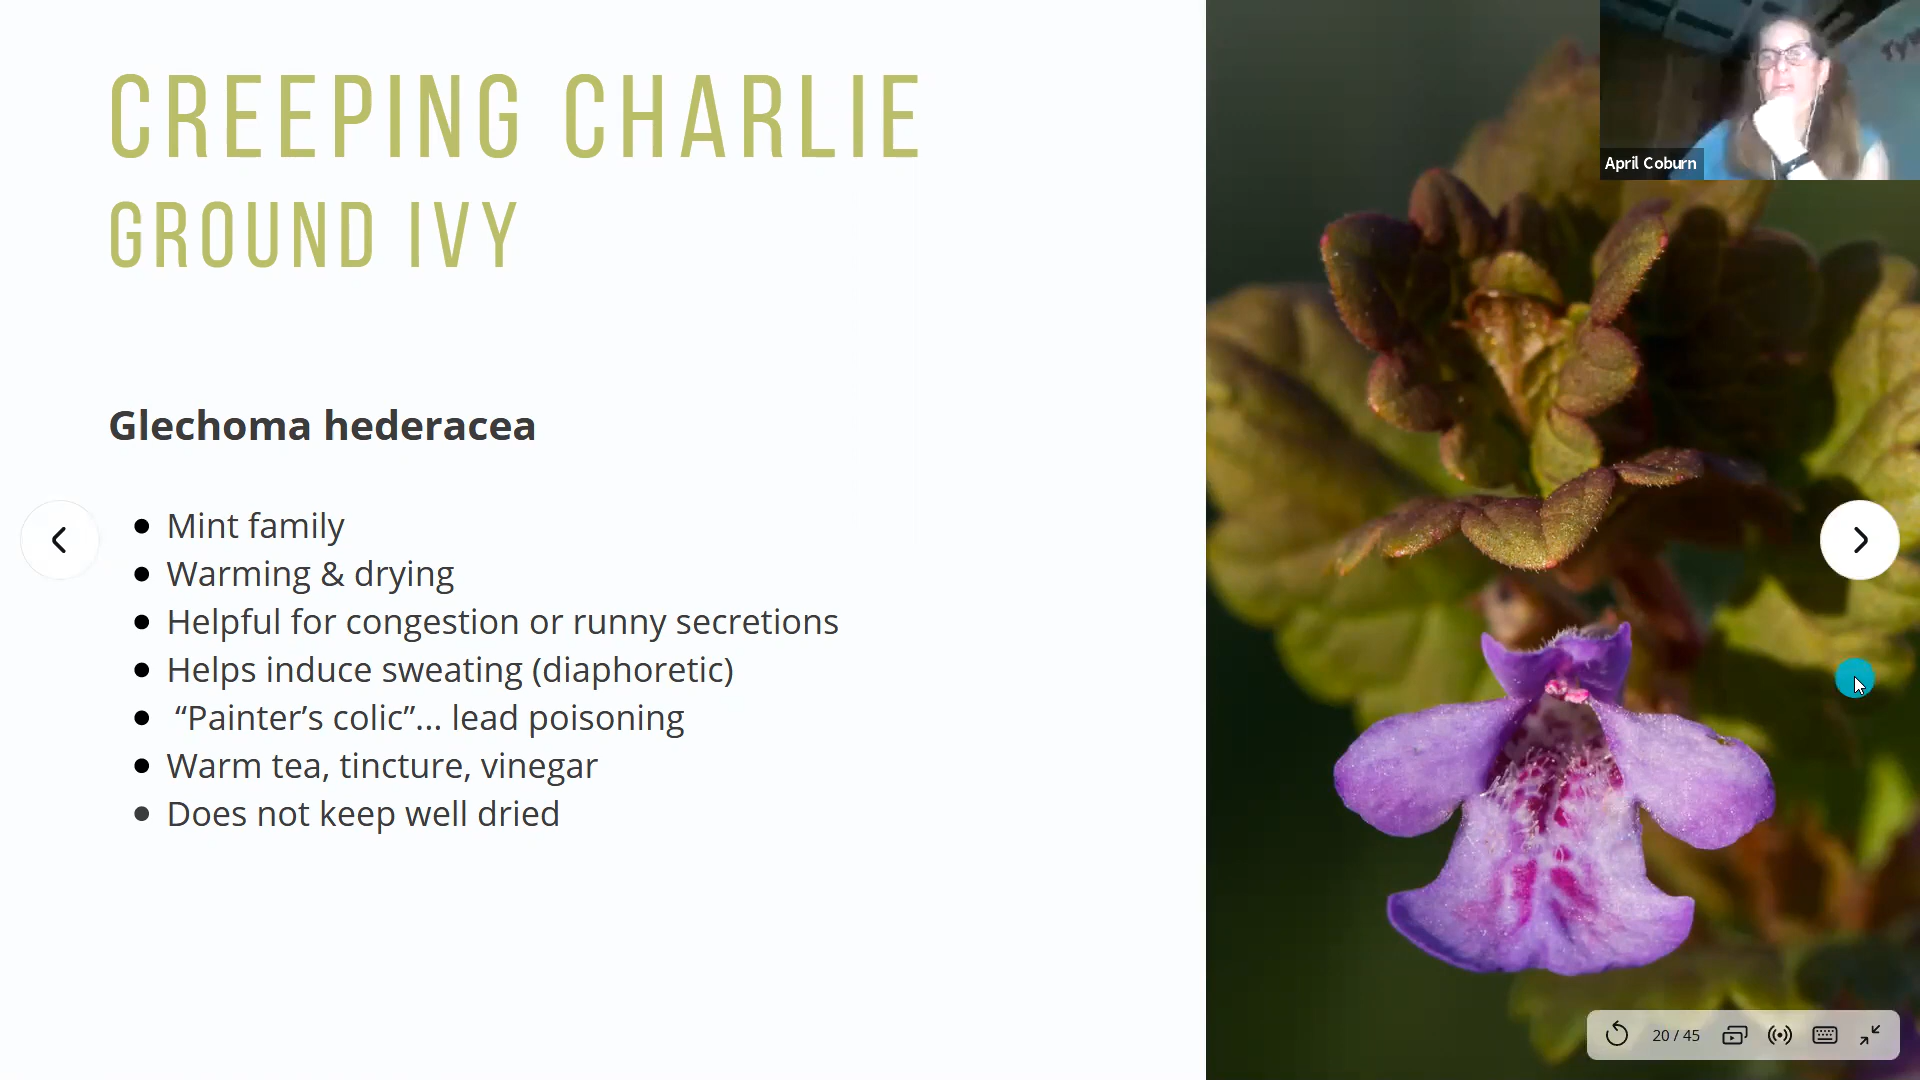 CREEPING CHARLIE
GROUND IVY
April Coburn
Glechoma hederacea
● Mint family
● Warming & drying
● Helpful for congestion or runny secretions
● Helps induce sweating (diaphoretic)
● “Painter’s colic”... lead poisoning
● Warm tea, tincture, vinegar
● Does not keep well dried
20 / 45